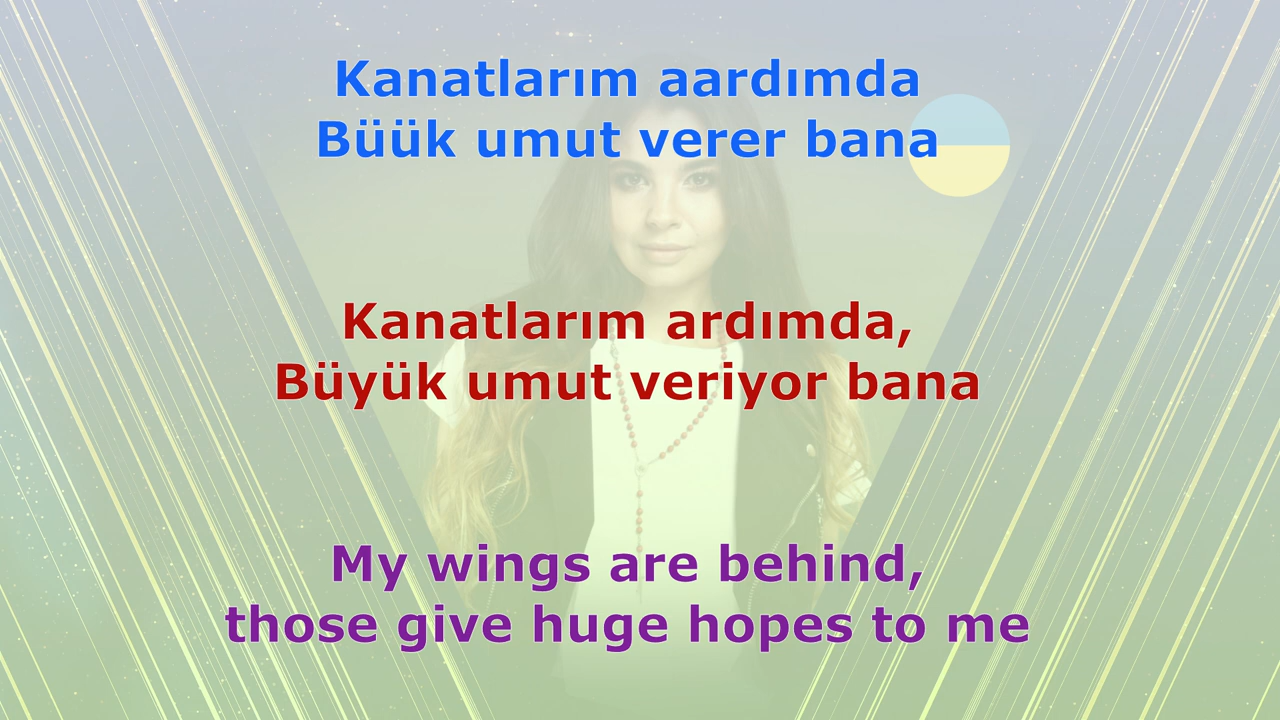 Kanatlarım aardımda
Büük umut verer bana
Kanatlarım ardımda,
Büyük umut veriyor bana
My wings are behind,
those give huge hopes to me